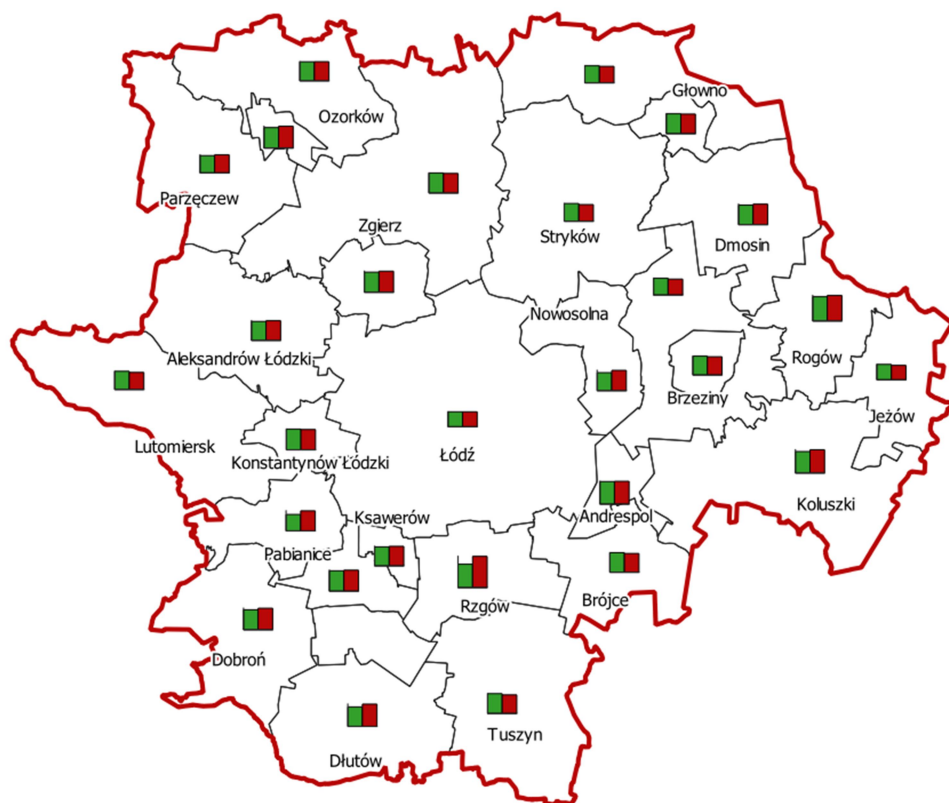 Głowno
Ozorków
Parzęczew
Zgierz
Stryków
Dmosin
Nowosolna
Aleksandrów Łódzki
Rogów
Brzeziny
Jeżów
Lutomiersk
Konstantynów Łódzki
Łódź
Koluszki
Ksawerów
Andrespol
Pabianice
Rzgów
Brójce
Dobroń
Tuszyn
Dłutów